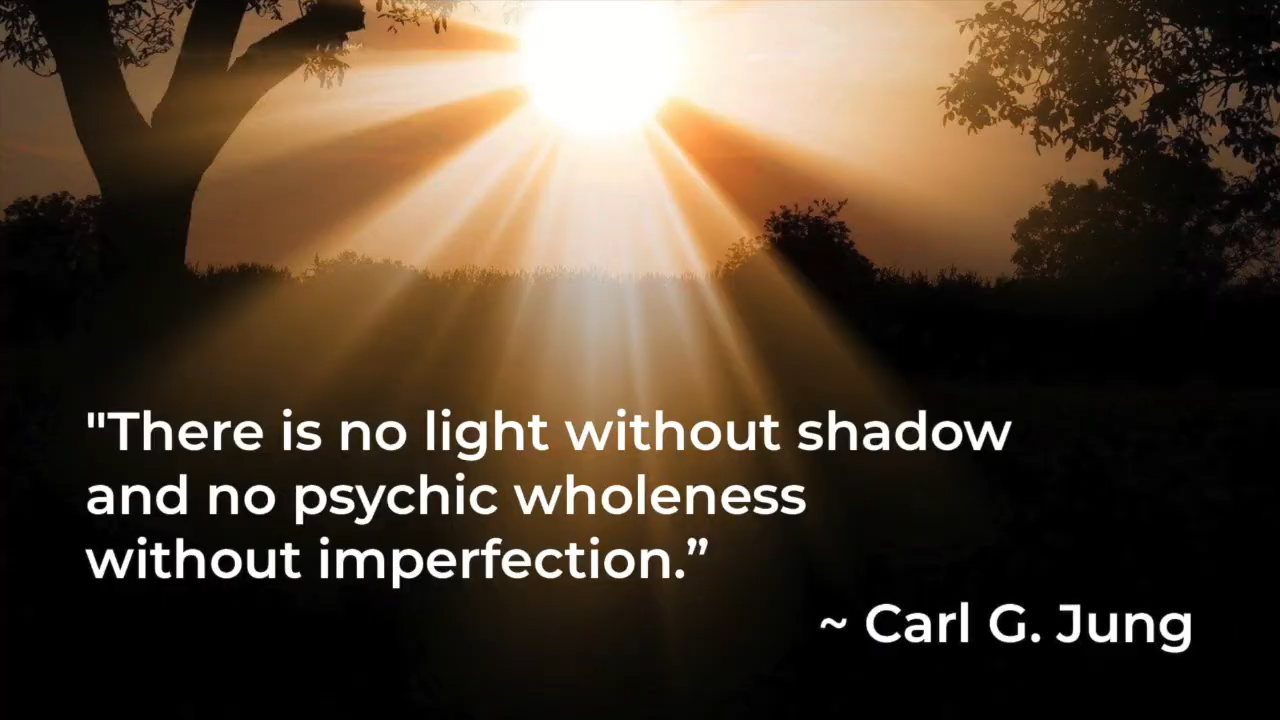 "There is no light without shadow
and no psychic wholeness
without imperfection.”
~ Carl G. Jung